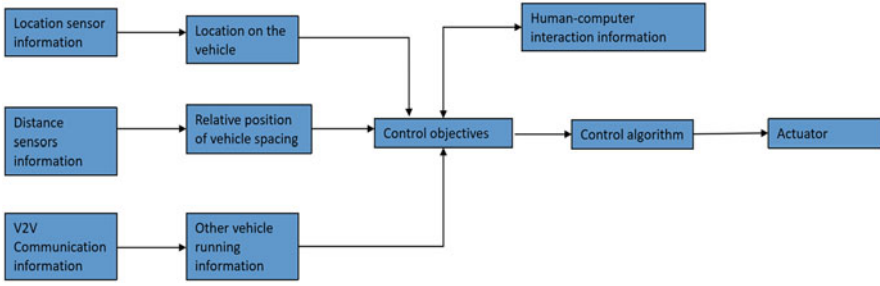 Location sensor
information
Location on the
vehicle
Human-computer
interaction information
Distance
sensors
information
Relative position
of vehicle spacing
Control objectives
Control algorithm
Actuator
V2V
Communication
information
Other vehicle
running
information